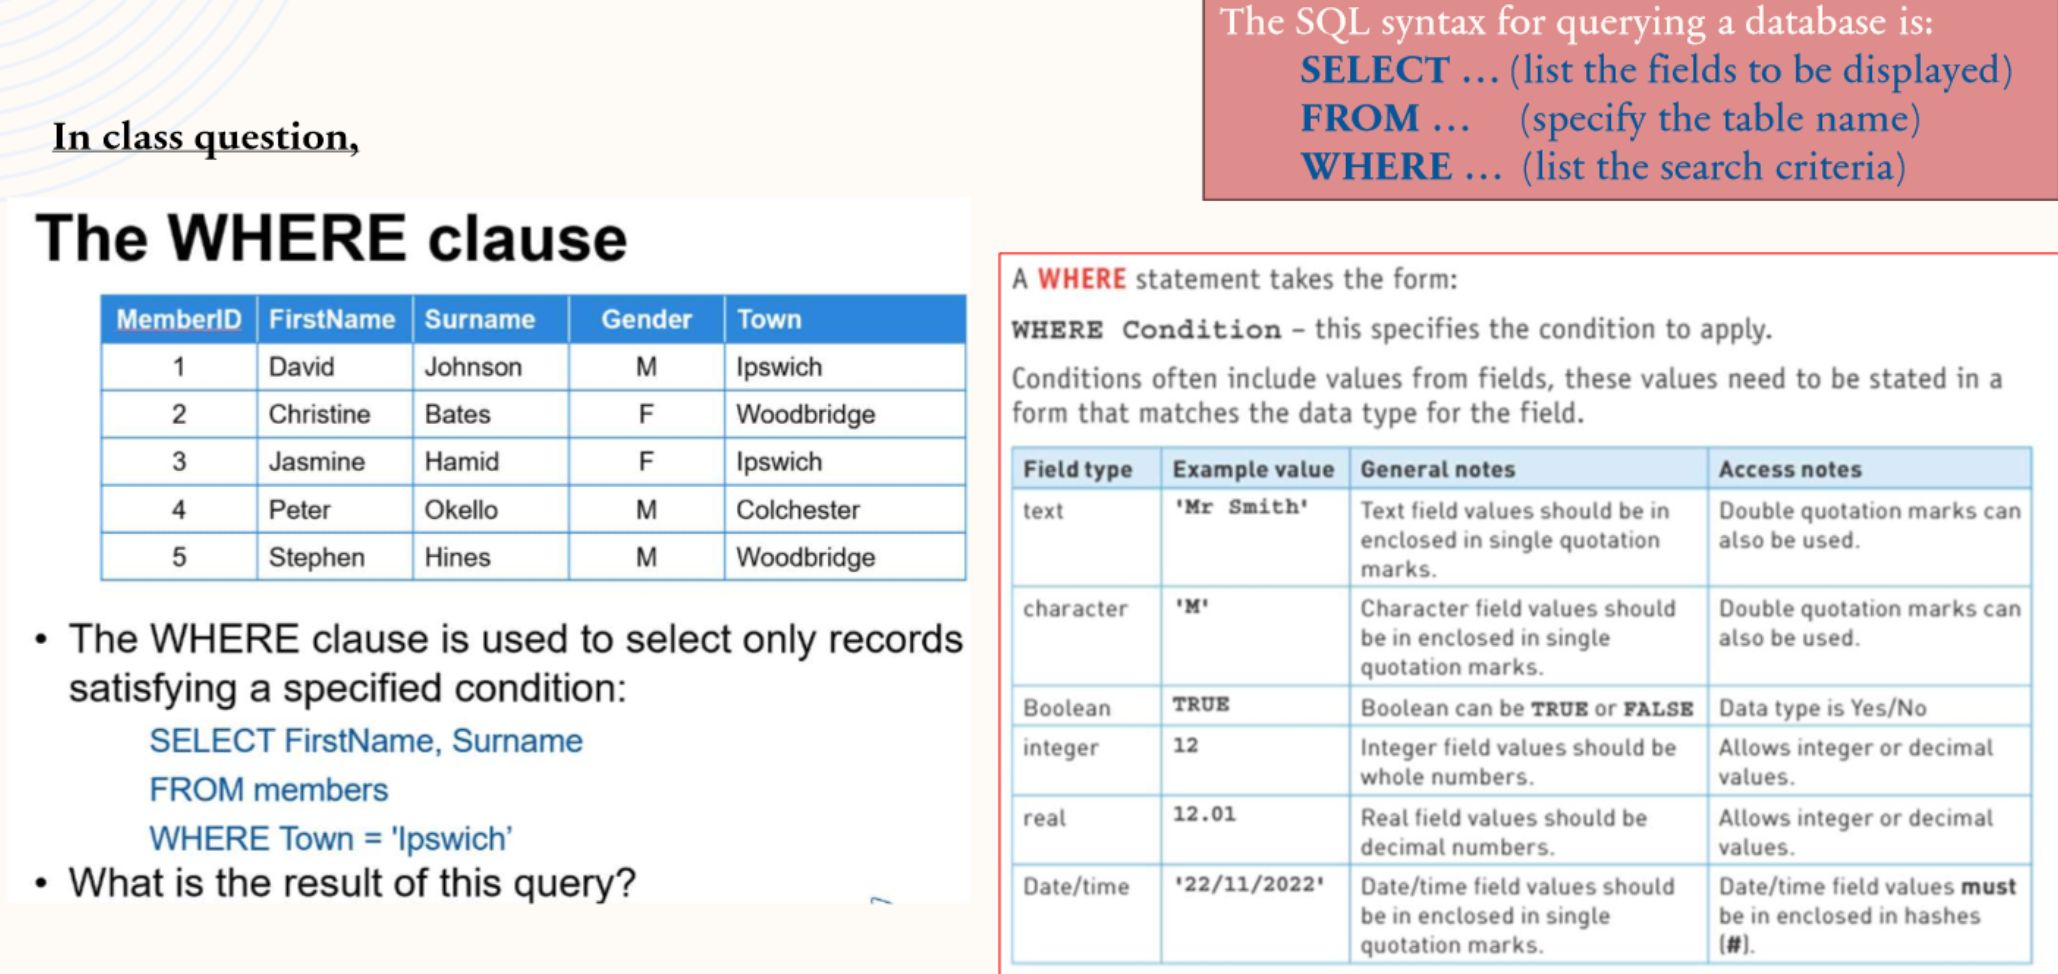 The SQL syntax for querying a database is:
SELECT ... (list the fields to be displayed)
FROM ... (specify the table name)
WHERE ... (list the search criteria)
In class question,
The WHERE clause
MemberID FirstName Surname Gender Town
1 David Johnson M Ipswich
2 Christine Bates F Woodbridge
3 Jasmine Hamid F Ipswich
4 Peter Okello M Colchester
5 Stephen Hines M Woodbridge
• The WHERE clause is used to select only records
satisfying a specified condition:
SELECT FirstName, Surname
FROM members
WHERE Town = 'Ipswich’
• What is the result of this query?
A WHERE statement takes the form:
WHERE Condition – this specifies the condition to apply.
Conditions often include values from fields, these values need to be stated in a
form that matches the data type for the field.
Field type Example value General notes Access notes
text 'Mr Smith' Text field values should be in Double quotation marks can
enclosed in single quotation also be used.
marks.
character 'M' Character field values should Double quotation marks can
be in enclosed in single also be used.
quotation marks.
Boolean TRUE Boolean can be TRUE or FALSE Data type is Yes/No
integer 12 Integer field values should be Allows integer or decimal
whole numbers. values.
real 12.01 Real field values should be Allows integer or decimal
decimal numbers. values.
Date/time '22/11/2022' Date/time field values should Date/time field values must
be in enclosed in single be in enclosed in hashes
quotation marks. (#).